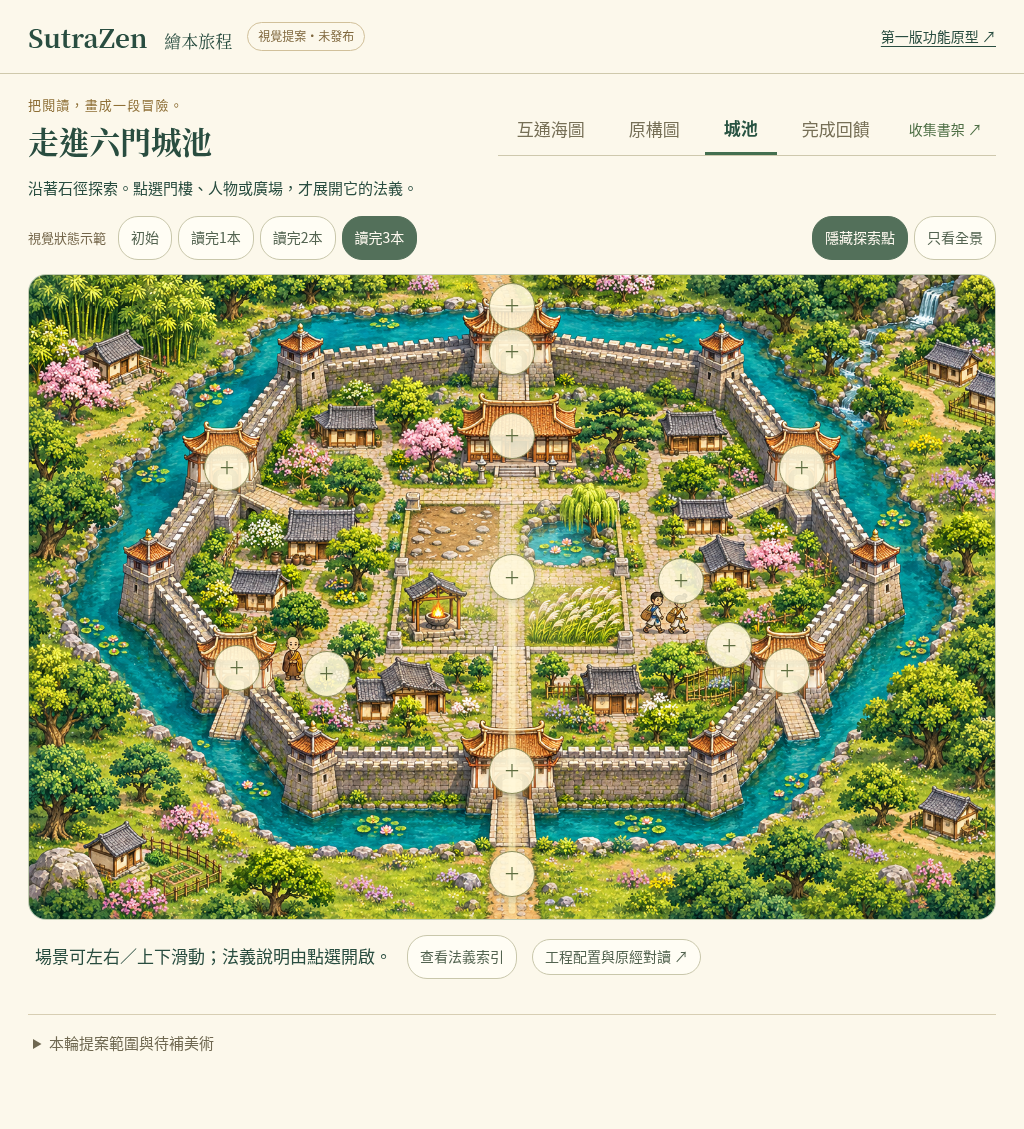 SutraZen 繪本旅程 視覺提案・未發布 第一版功能原型 ↗
把閱讀，畫成一段冒險。
走進六門城池
互通海圖 原構圖 城池 完成回饋 收集書架 ↗
沿著石徑探索。點選門樓、人物或廣場，才展開它的法義。
視覺狀態示範 初始 讀完1本 讀完2本 讀完3本 隱藏探索點 只看全景
場景可左右／上下滑動；法義說明由點選開啟。 查看法義索引 工程配置與原經對讀 ↗
▶ 本輪提案範圍與待補美術